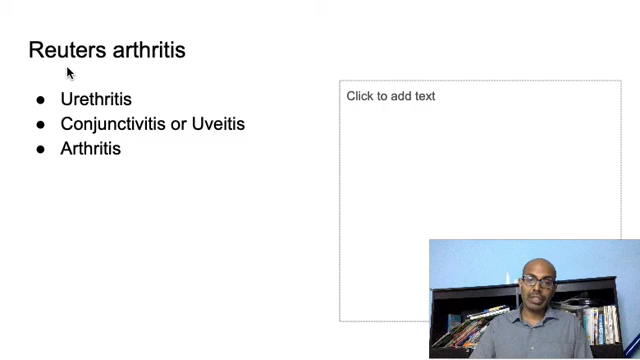 Reuters arthritis
● Urethritis
● Conjunctivitis or Uveitis
● Arthritis
Click to add text